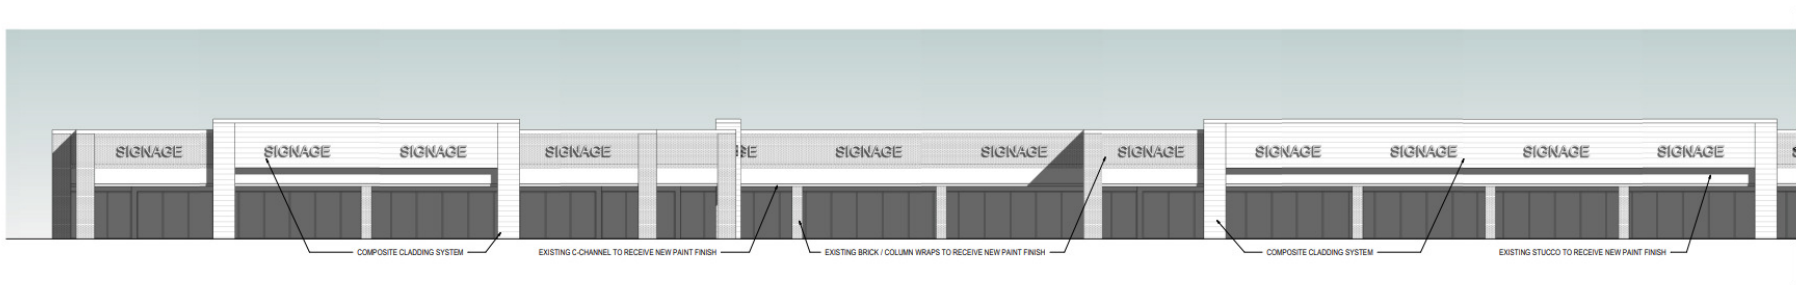 SIGNAGE
SIGNAGE
SIGNAGE
SIGNAGE
GE
SIGNAGE
SIGNAGE
SIGNAGE
SIGNAGE
SIGNAGE
SIGNAGE
SIGNAGE
S
COMPOSITE CLADDING SYSTEM
EXISTING C-CHANNEL TO RECEIVE NEW PAINT FINISH
EXISTING BRICK / COLUMN WRAPS TO RECEIVE NEW PAINT FINISH
COMPOSITE CLADDING SYSTEM
EXISTING STUCCO TO RECEIVE NEW PAINT FINISH